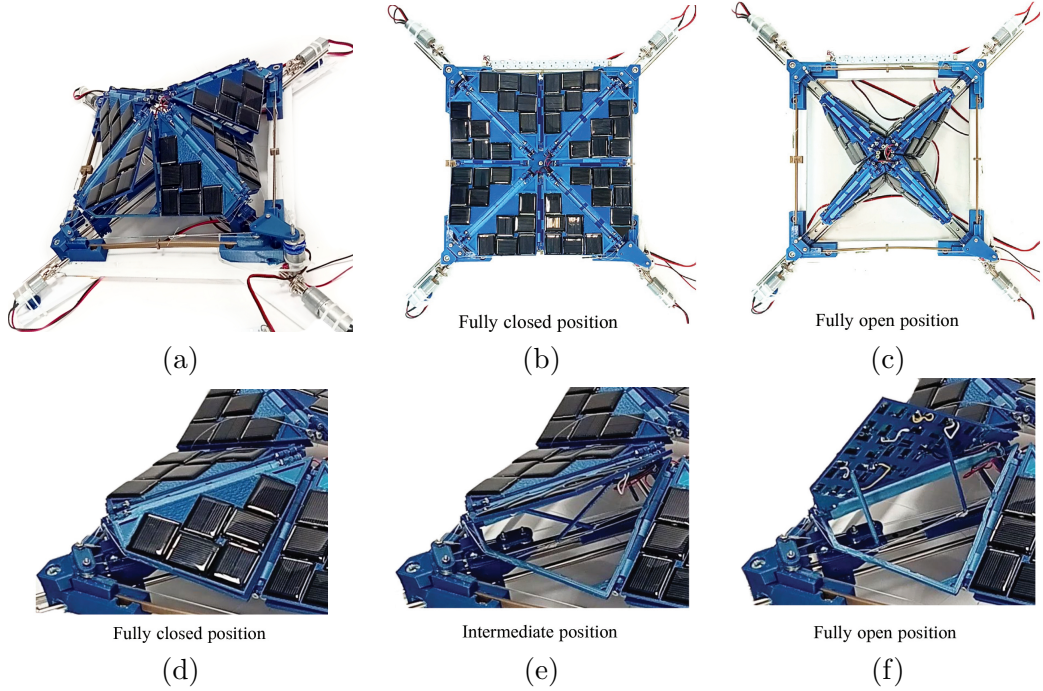 Fully closed position
Fully open position
(a)
(b)
(c)
Fully closed position
Intermediate position
Fully open position
(d)
(e)
(f)